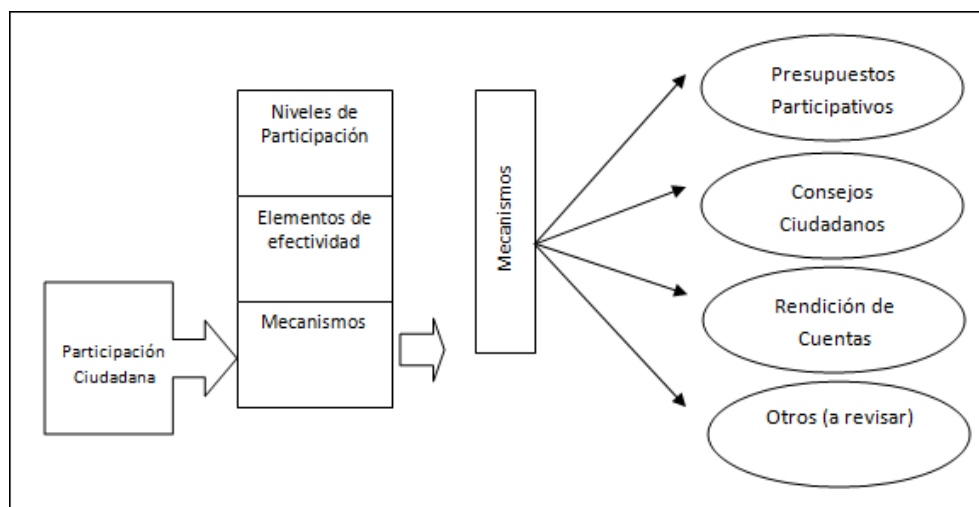 Participación
Ciudadana
Niveles de
Participación
Elementos de
efectividad
Mecanismos
Mecanismos
Presupuestos
Participativos
Consejos
Ciudadanos
Rendición de
Cuentas
Otros (a revisar)